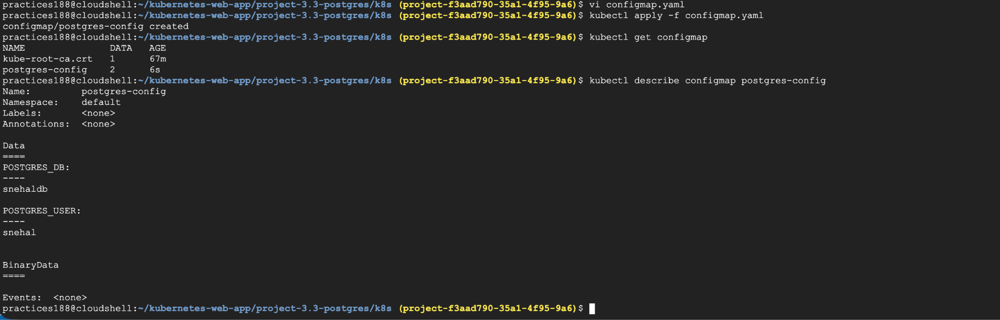 practices188@cloudshell:~/kubernetes-web-app/project-3.3-postgres/k8s (project-f3aad790-35a1-4f95-9a6)$ vi configmap.yaml
practices188@cloudshell:~/kubernetes-web-app/project-3.3-postgres/k8s (project-f3aad790-35a1-4f95-9a6)$ kubectl apply -f configmap.yaml
configmap/postgres-config created
practices188@cloudshell:~/kubernetes-web-app/project-3.3-postgres/k8s (project-f3aad790-35a1-4f95-9a6)$ kubectl get configmap
NAME               DATA   AGE
kube-root-ca.crt   1      67m
postgres-config    2      6s
practices188@cloudshell:~/kubernetes-web-app/project-3.3-postgres/k8s (project-f3aad790-35a1-4f95-9a6)$ kubectl describe configmap postgres-config
Name:         postgres-config
Namespace:    default
Labels:       <none>
Annotations:  <none>

Data
====
POSTGRES_DB:
----
snehaldb

POSTGRES_USER:
----
snehal


BinaryData
====

Events:  <none>
practices188@cloudshell:~/kubernetes-web-app/project-3.3-postgres/k8s (project-f3aad790-35a1-4f95-9a6)$